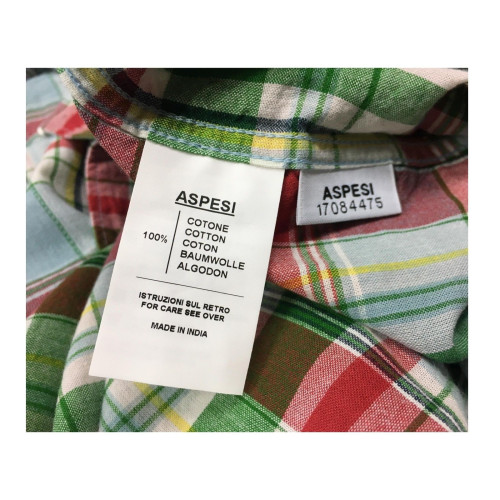 ASPESI
100%
COTONE
COTTON
COTON
BAUMWOLLE
ALGODON
ISTRUZIONI SUL RETRO
FOR CARE SEE OVER
MADE IN INDIA
ASPESI
17084475